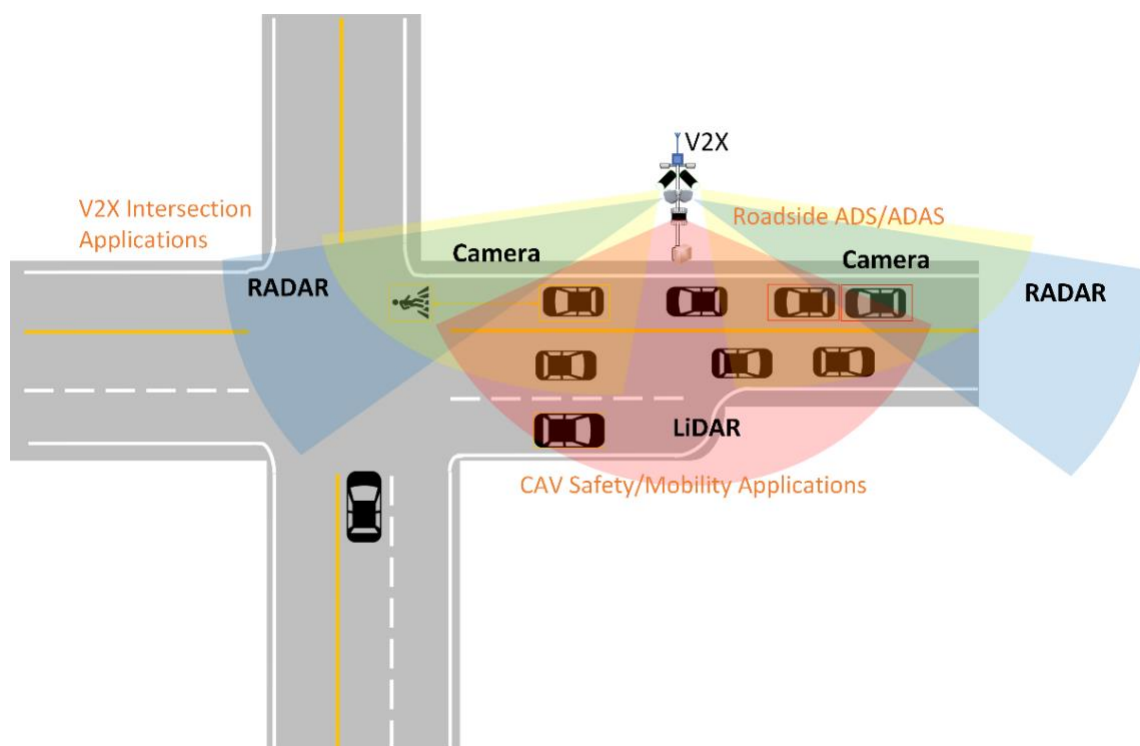 V2X
V2X Intersection
Applications
Roadside ADS/ADAS
Camera
Camera
RADAR
RADAR
LiDAR
CAV Safety/Mobility Applications